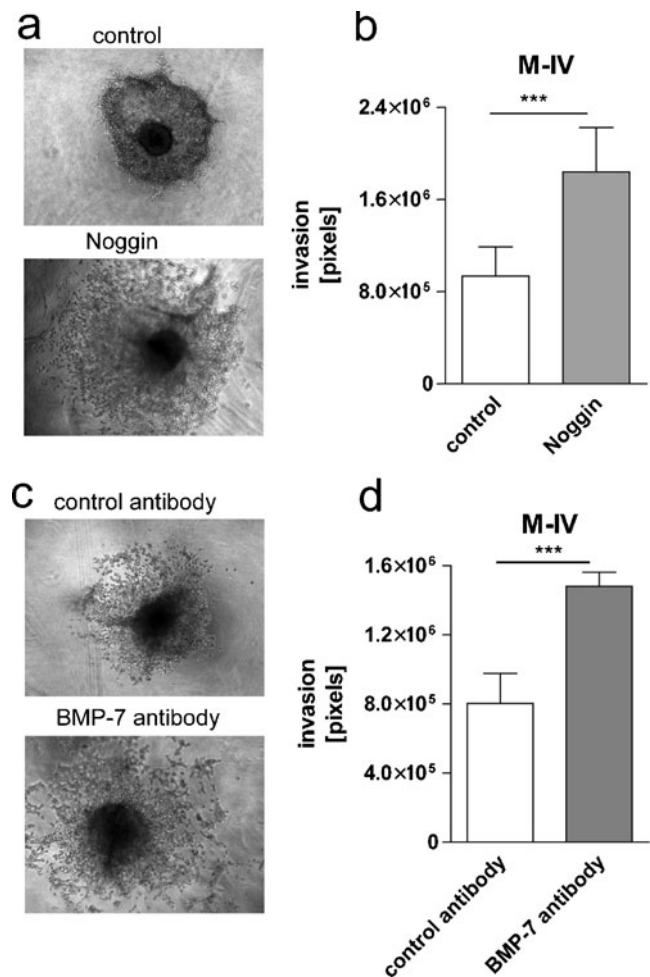 a
control
Noggin
b
M-IV
***
2.4×10⁶
1.6×10⁶
8.0×10⁵
0
invasion
[pixels]
control
Noggin
c
control antibody
BMP-7 antibody
d
M-IV
***
1.6×10⁶
1.2×10⁶
8.0×10⁵
4.0×10⁵
0
invasion
[pixels]
control antibody
BMP-7 antibody